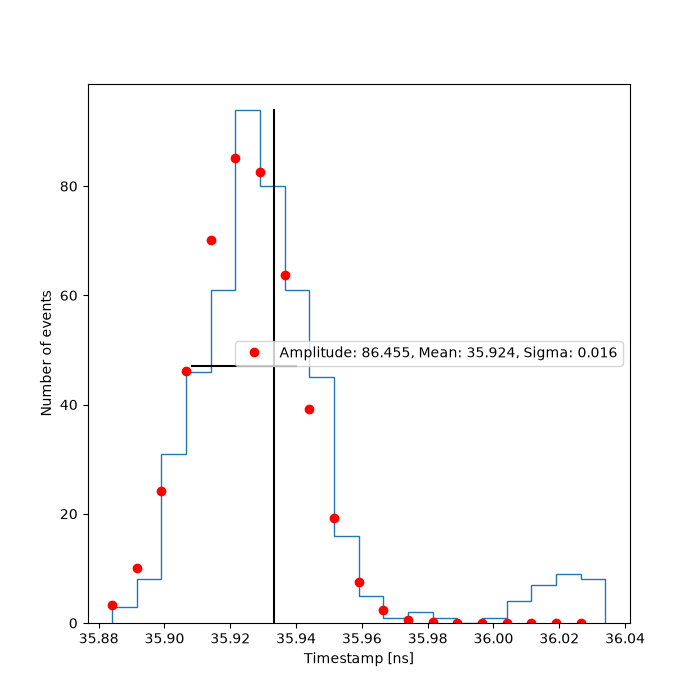 80
60
40
20
0
Number of events
Amplitude: 86.455, Mean: 35.924, Sigma: 0.016
35.88 35.90 35.92 35.94 35.96 35.98 36.00 36.02 36.04
Timestamp [ns]